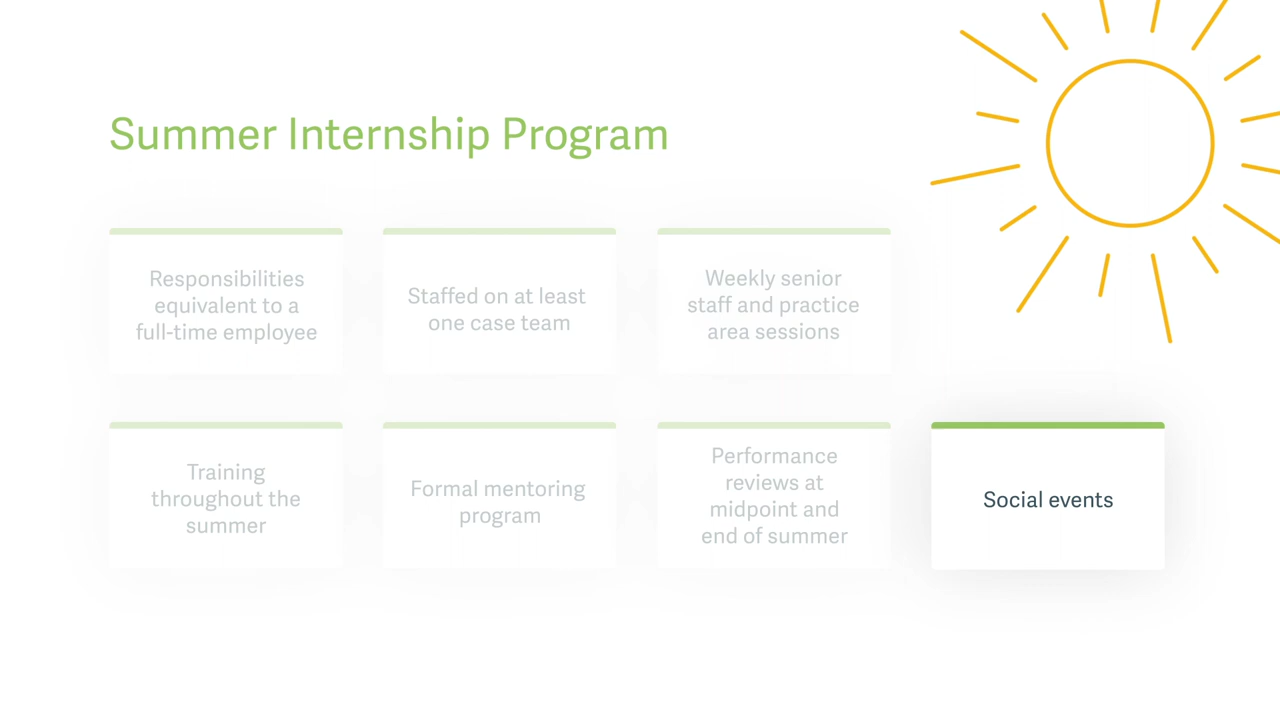 Summer Internship Program
Responsibilities
equivalent to a
full-time employee
Staffed on at least
one case team
Weekly senior
staff and practice
area sessions
Training
throughout the
summer
Formal mentoring
program
Performance
reviews at
midpoint and
end of summer
Social events